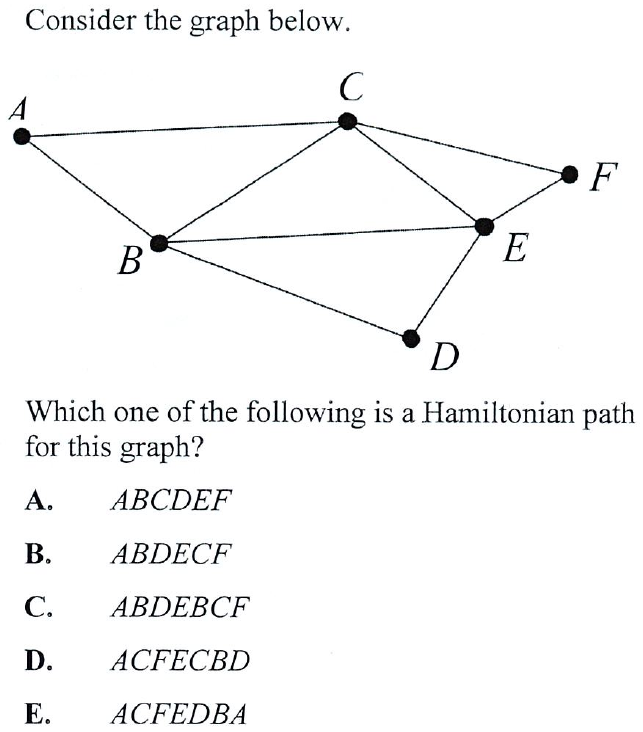 Consider the graph below.
A
C
F
B
E
D
Which one of the following is a Hamiltonian path
for this graph?
A. ABCDEF
B. ABDECF
C. ABDEBCF
D. ACFECBD
E. ACFEDBA